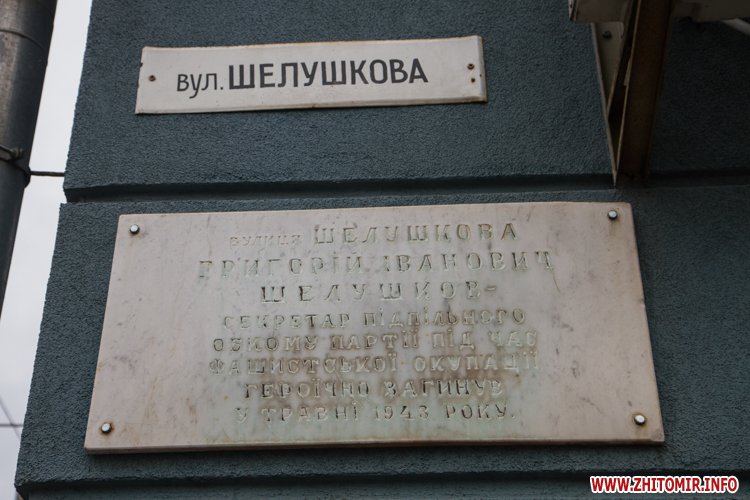 вул. ШЕЛУШКОВА
ВУЛИЦЯ ШЕЛУШКОВА
ГРИГОРІЙ ІВАНОВИЧ
ШЕЛУШКОВ-
СЕКРЕТАР ПІДПІЛЬНОГО
ОБКОМУ ПАРТІЇ ПІД ЧАС
ФАШИСТСЬКОЇ ОКУПАЦІЇ
ГЕРОЇЧНО ЗАГИНУВ
У ТРАВНІ 1943 РОКУ.
WWW.ZHITOMIR.INFO